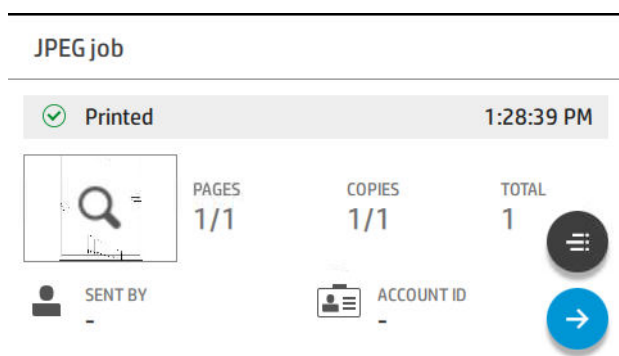 JPEG job
Printed 1:28:39 PM
PAGES COPIES TOTAL
1/1 1/1 1
SENT BY ACCOUNT ID
- -